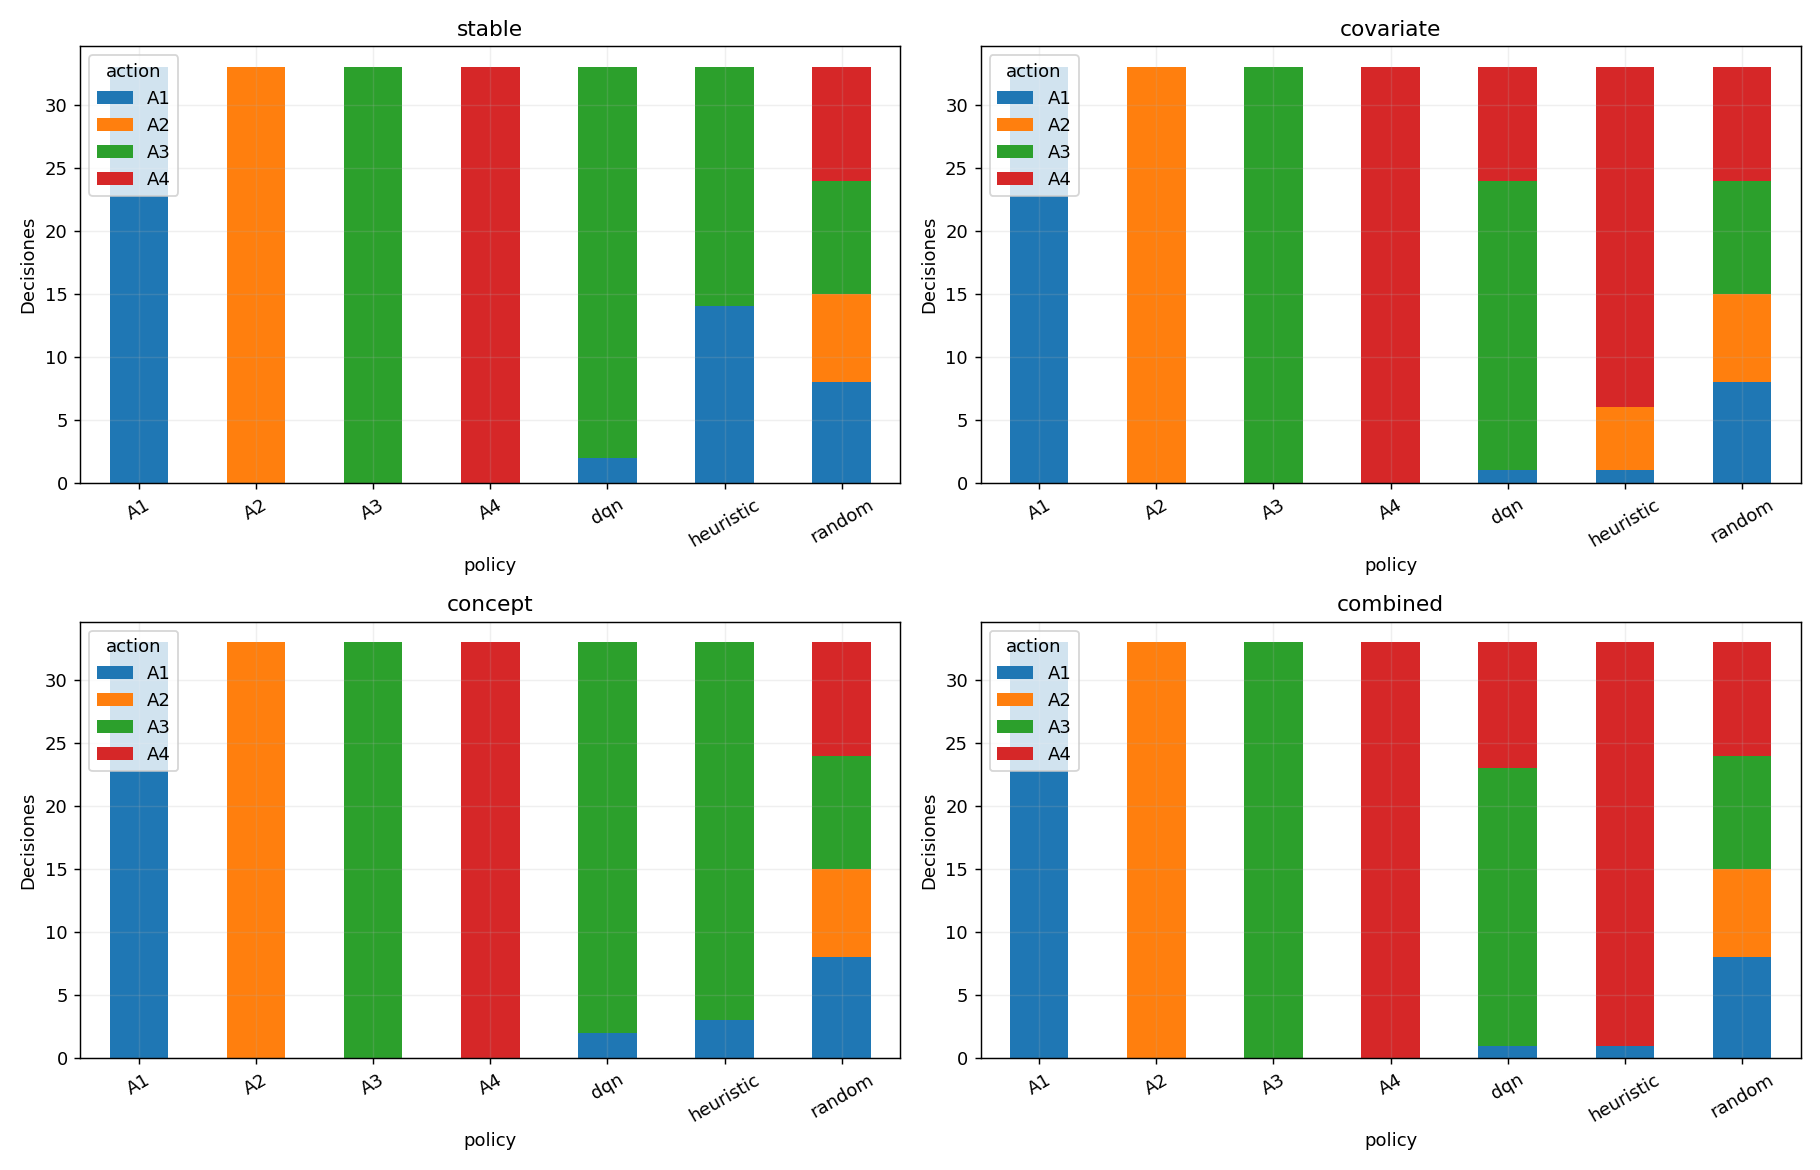 stable
action
A1
A2
A3
A4
Decisiones
30
25
20
15
10
5
0
A1 A2 A3 A4 dqn heuristic random
policy
covariate
action
A1
A2
A3
A4
Decisiones
30
25
20
15
10
5
0
A1 A2 A3 A4 dqn heuristic random
policy
concept
action
A1
A2
A3
A4
Decisiones
30
25
20
15
10
5
0
A1 A2 A3 A4 dqn heuristic random
policy
combined
action
A1
A2
A3
A4
Decisiones
30
25
20
15
10
5
0
A1 A2 A3 A4 dqn heuristic random
policy